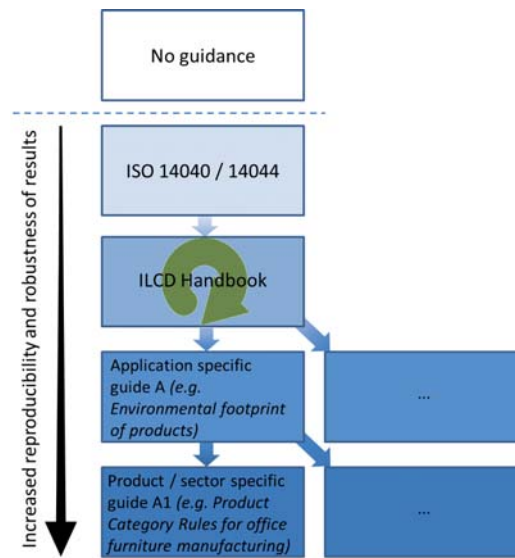 No guidance
Increased reproducibility and robustness of results
ISO 14040 / 14044
ILCD Handbook
Application specific
guide A (e.g.
Environmental footprint
of products)
...
Product / sector specific
guide A1 (e.g. Product
Category Rules for office
furniture manufacturing)
...